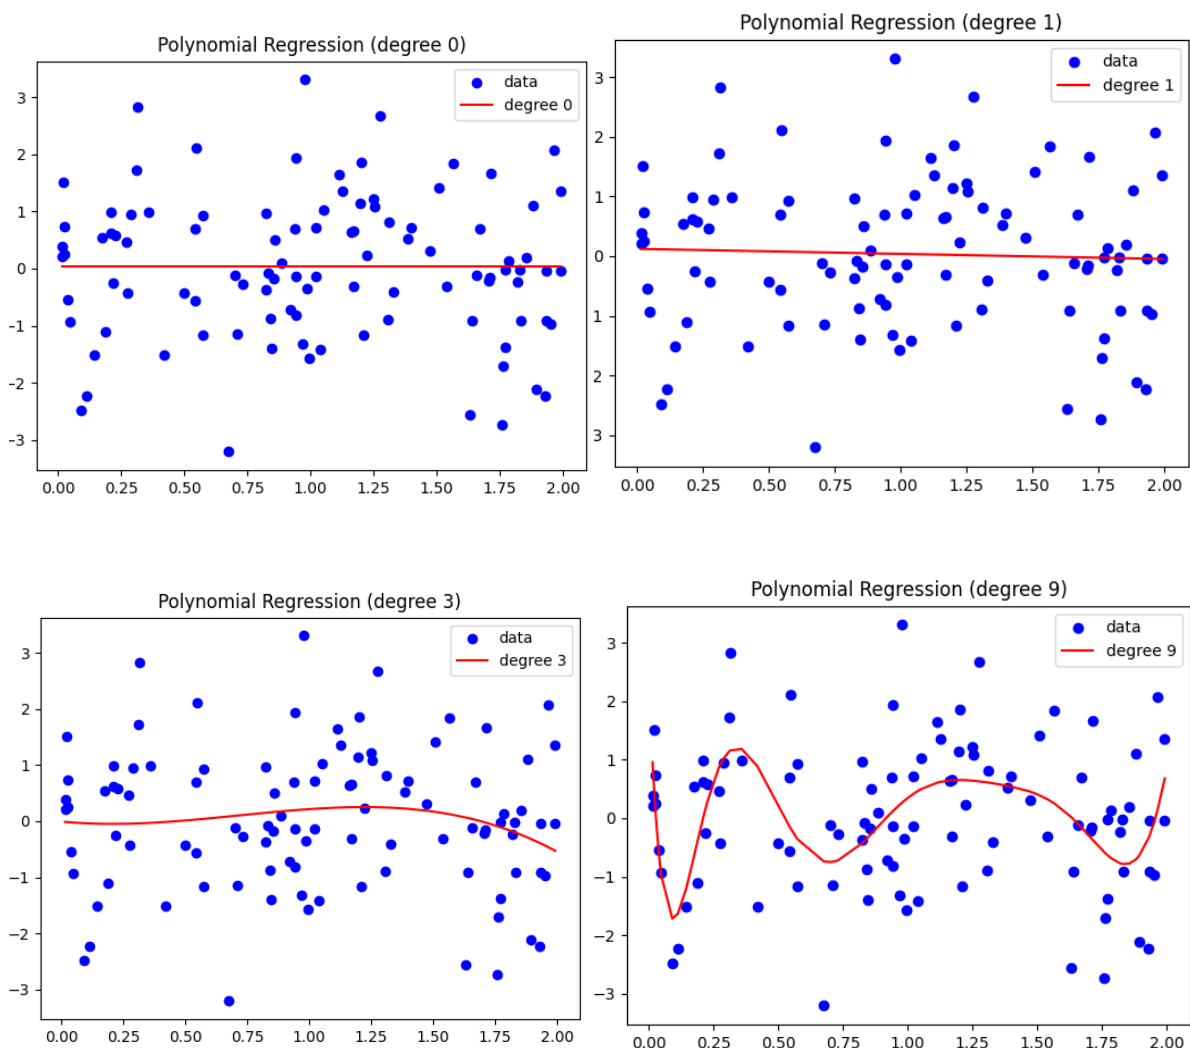 Polynomial Regression (degree 0)
data
degree 0
3
2
1
0
−1
−2
−3
0.00 0.25 0.50 0.75 1.00 1.25 1.50 1.75 2.00
Polynomial Regression (degree 1)
data
degree 1
3
2
1
0
1
2
3
0.00 0.25 0.50 0.75 1.00 1.25 1.50 1.75 2.00
Polynomial Regression (degree 3)
data
degree 3
3
2
1
0
−1
−2
−3
0.00 0.25 0.50 0.75 1.00 1.25 1.50 1.75 2.00
Polynomial Regression (degree 9)
data
degree 9
3
2
1
0
−1
−2
−3
0.00 0.25 0.50 0.75 1.00 1.25 1.50 1.75 2.00